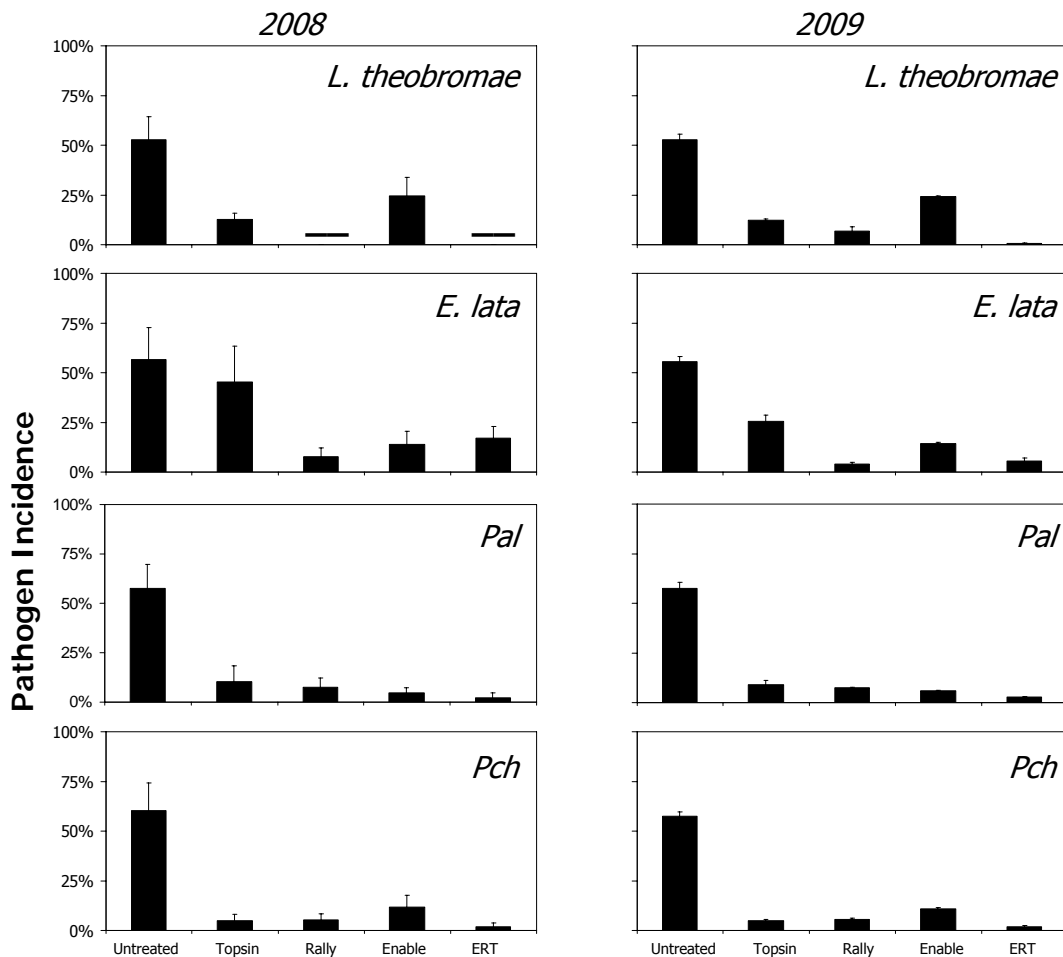 2008
2009
100%
75%
50%
25%
0%
L. theobromae
L. theobromae
100%
75%
50%
25%
0%
E. lata
E. lata
100%
75%
50%
25%
0%
Pal
Pal
100%
75%
50%
25%
0%
Pch
Pch
Untreated Topsin Rally Enable ERT
Untreated Topsin Rally Enable ERT
Pathogen Incidence